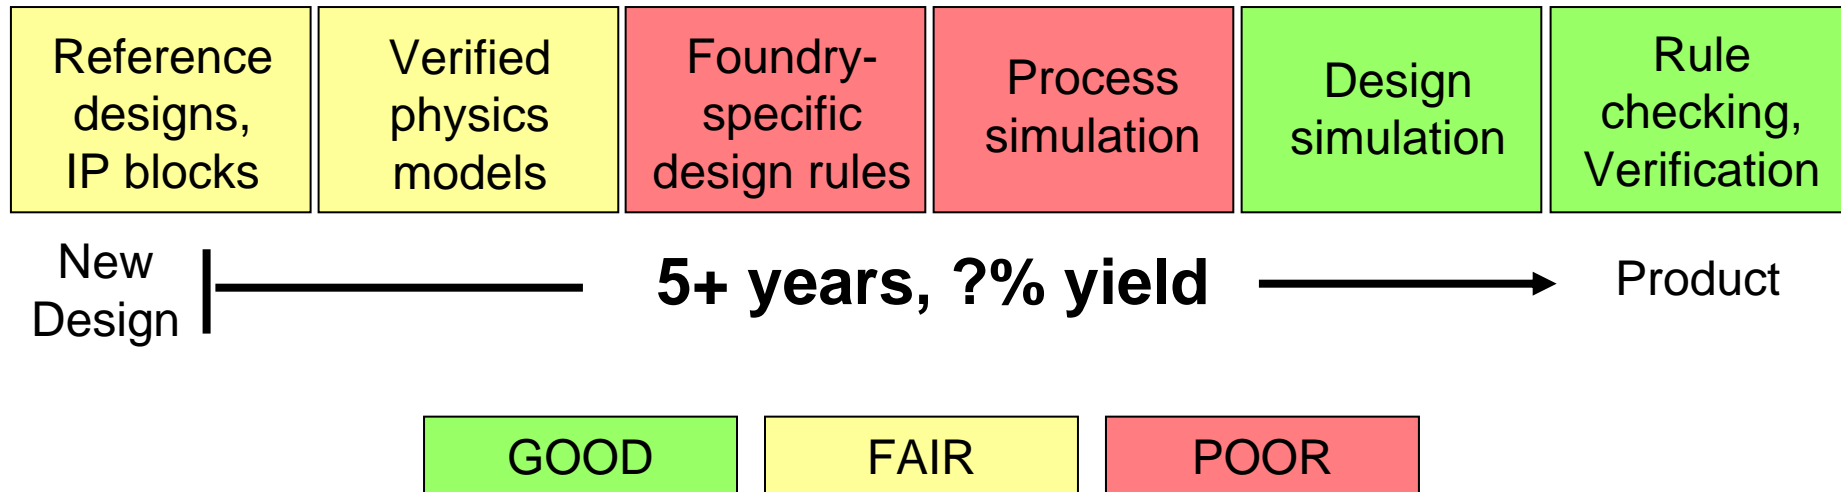 Reference
designs,
IP blocks
Verified
physics
models
Foundry-
specific
design rules
Process
simulation
Design
simulation
Rule
checking,
Verification
New
Design
5+ years, ?% yield
Product
GOOD
FAIR
POOR